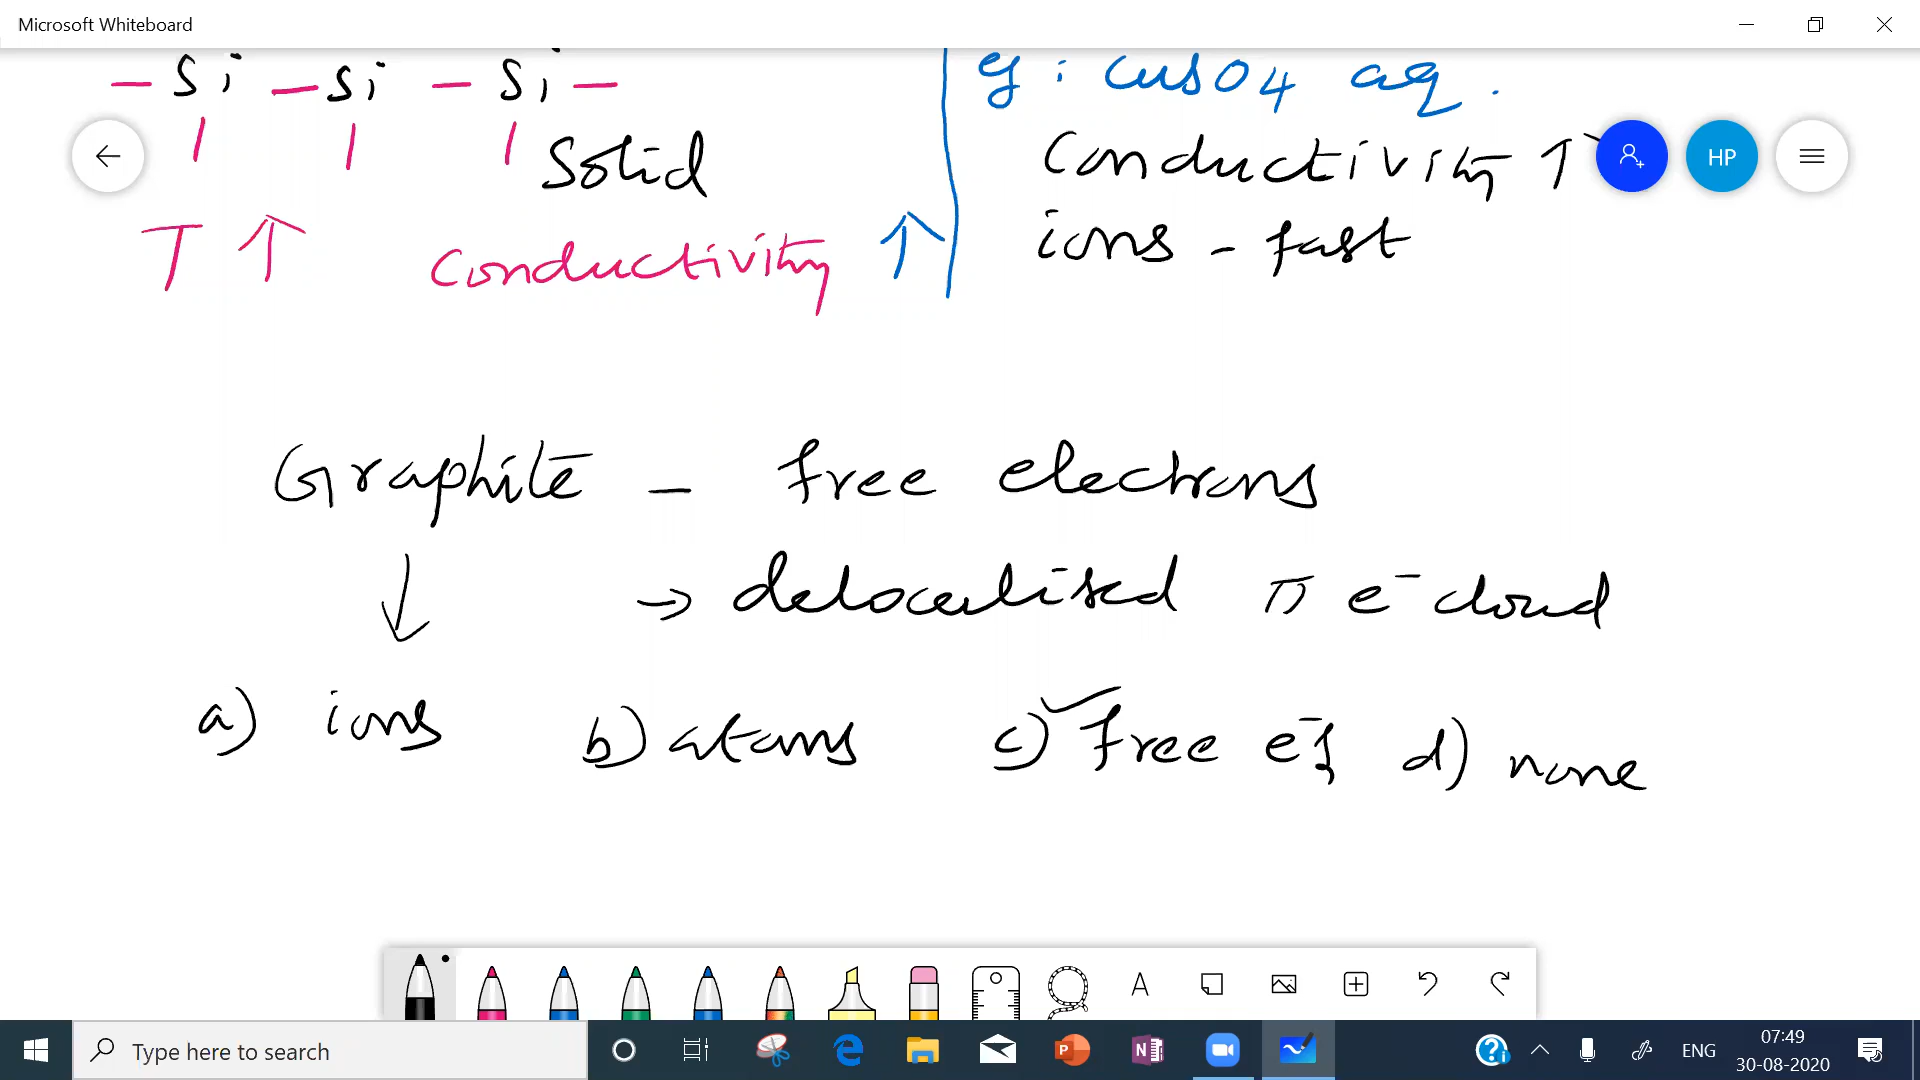 Microsoft Whiteboard
– Si – Si – Si –
Solid
T ↑ Conductivity ↑
eg : CuSO4 aq .
Conductivity ↑
ions - fast
HP
Graphite – free electrons
→ delocalised π e⁻ cloud
a) ions b) atoms c) free e⁻s d) none
A
Type here to search
ENG
07:49
30-08-2020